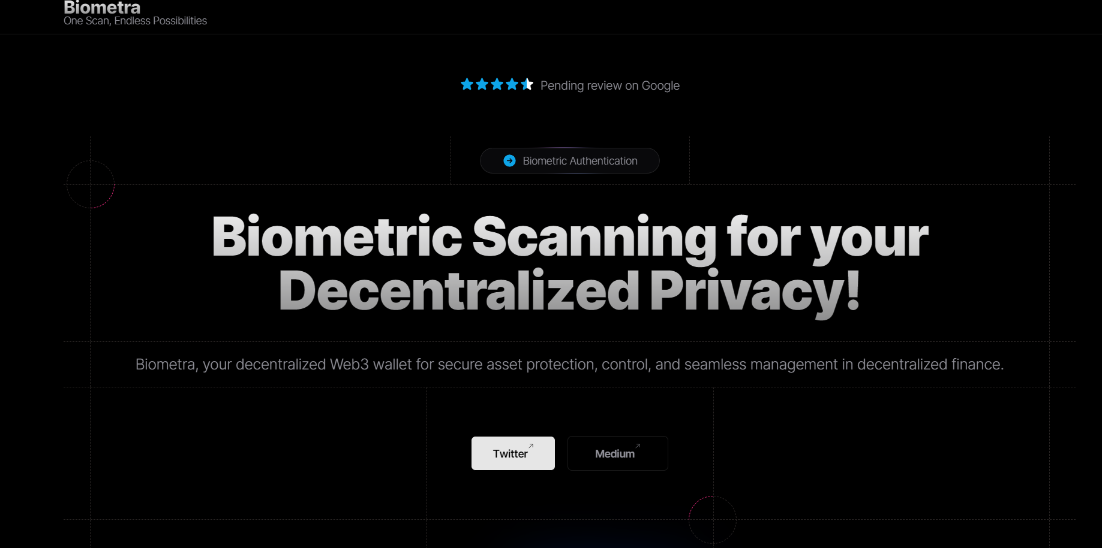 Biometra
One Scan, Endless Possibilities
Pending review on Google
Biometric Authentication
Biometric Scanning for your
Decentralized Privacy!
Biometra, your decentralized Web3 wallet for secure asset protection, control, and seamless management in decentralized finance.
Twitter
Medium